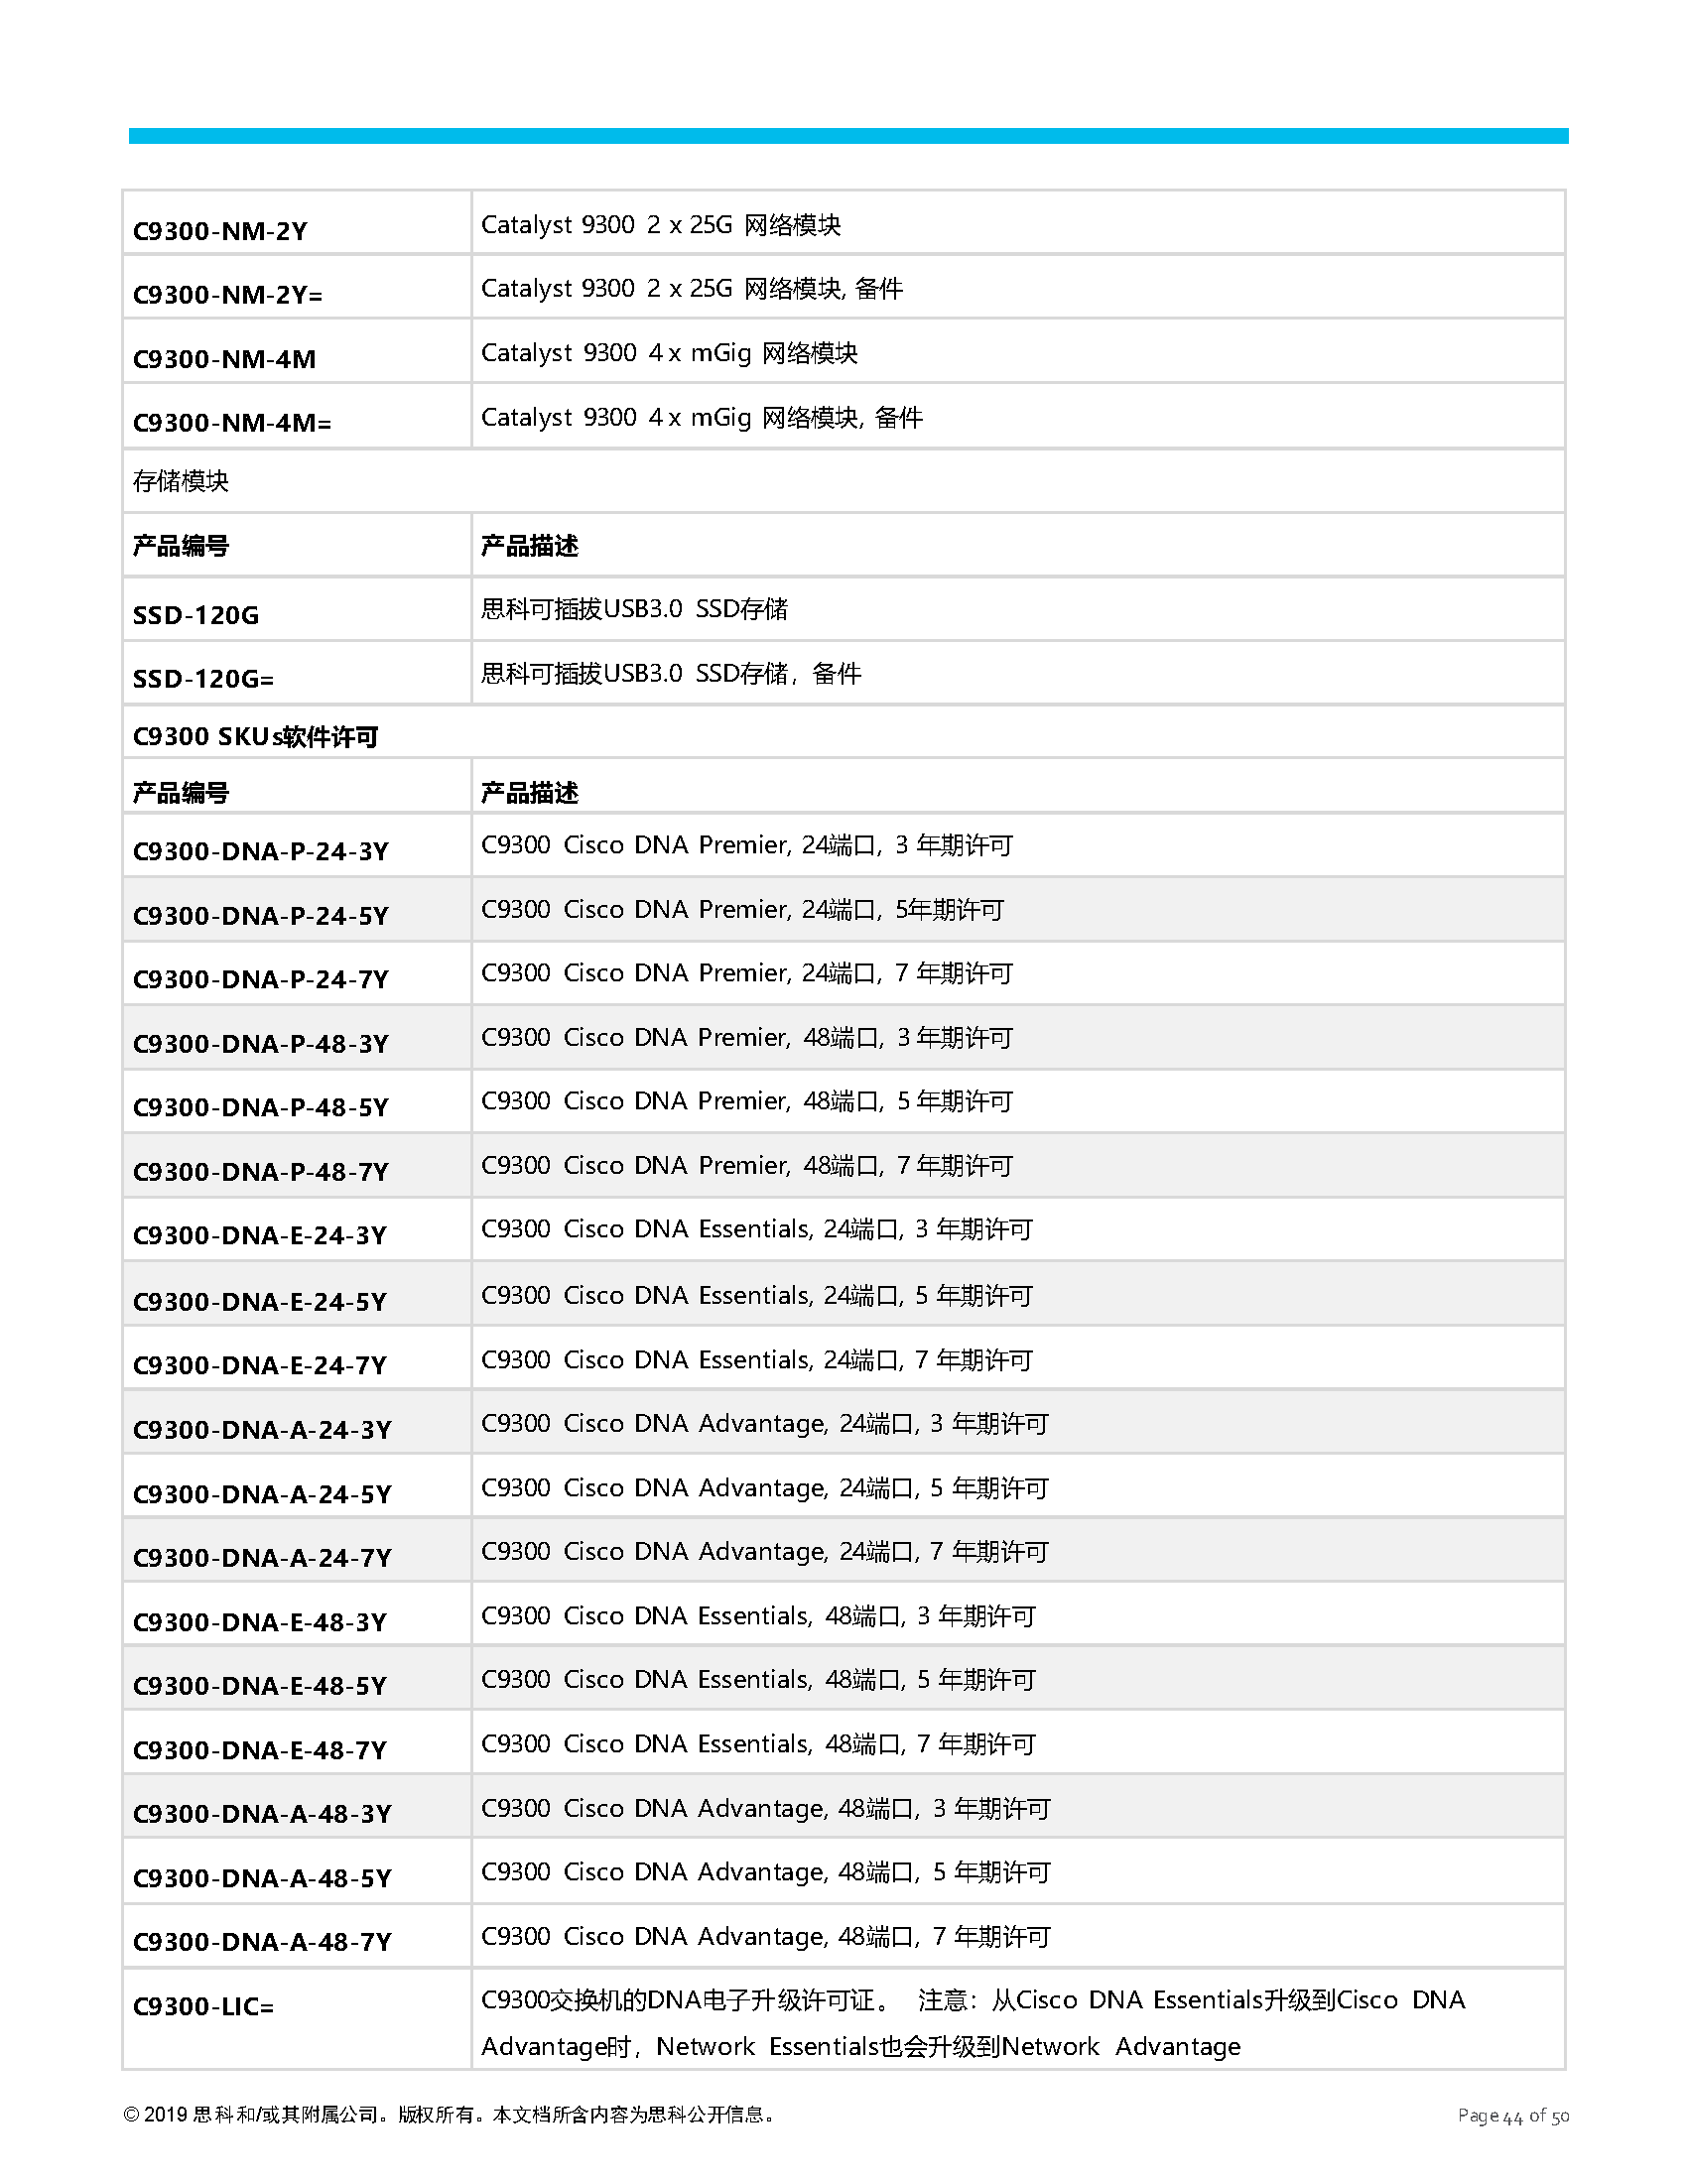 C9300-NM-2Y Catalyst 9300 2 x 25G 网络模块
C9300-NM-2Y= Catalyst 9300 2 x 25G 网络模块, 备件
C9300-NM-4M Catalyst 9300 4 x mGig 网络模块
C9300-NM-4M= Catalyst 9300 4 x mGig 网络模块, 备件
存储模块
产品编号 产品描述
SSD-120G 思科可插拔USB3.0 SSD存储
SSD-120G= 思科可插拔USB3.0 SSD存储，备件
C9300 SKUs软件许可
产品编号 产品描述
C9300-DNA-P-24-3Y C9300 Cisco DNA Premier, 24端口, 3 年期许可
C9300-DNA-P-24-5Y C9300 Cisco DNA Premier, 24端口, 5年期许可
C9300-DNA-P-24-7Y C9300 Cisco DNA Premier, 24端口, 7 年期许可
C9300-DNA-P-48-3Y C9300 Cisco DNA Premier, 48端口, 3 年期许可
C9300-DNA-P-48-5Y C9300 Cisco DNA Premier, 48端口, 5 年期许可
C9300-DNA-P-48-7Y C9300 Cisco DNA Premier, 48端口, 7 年期许可
C9300-DNA-E-24-3Y C9300 Cisco DNA Essentials, 24端口, 3 年期许可
C9300-DNA-E-24-5Y C9300 Cisco DNA Essentials, 24端口, 5 年期许可
C9300-DNA-E-24-7Y C9300 Cisco DNA Essentials, 24端口, 7 年期许可
C9300-DNA-A-24-3Y C9300 Cisco DNA Advantage, 24端口, 3 年期许可
C9300-DNA-A-24-5Y C9300 Cisco DNA Advantage, 24端口, 5 年期许可
C9300-DNA-A-24-7Y C9300 Cisco DNA Advantage, 24端口, 7 年期许可
C9300-DNA-E-48-3Y C9300 Cisco DNA Essentials, 48端口, 3 年期许可
C9300-DNA-E-48-5Y C9300 Cisco DNA Essentials, 48端口, 5 年期许可
C9300-DNA-E-48-7Y C9300 Cisco DNA Essentials, 48端口, 7 年期许可
C9300-DNA-A-48-3Y C9300 Cisco DNA Advantage, 48端口, 3 年期许可
C9300-DNA-A-48-5Y C9300 Cisco DNA Advantage, 48端口, 5 年期许可
C9300-DNA-A-48-7Y C9300 Cisco DNA Advantage, 48端口, 7 年期许可
C9300-LIC= C9300交换机的DNA电子升级许可证。 注意：从Cisco DNA Essentials升级到Cisco DNA
Advantage时，Network Essentials也会升级到Network Advantage
© 2019 思科和/或其附属公司。版权所有。本文档所含内容为思科公开信息。 Page 44 of 50